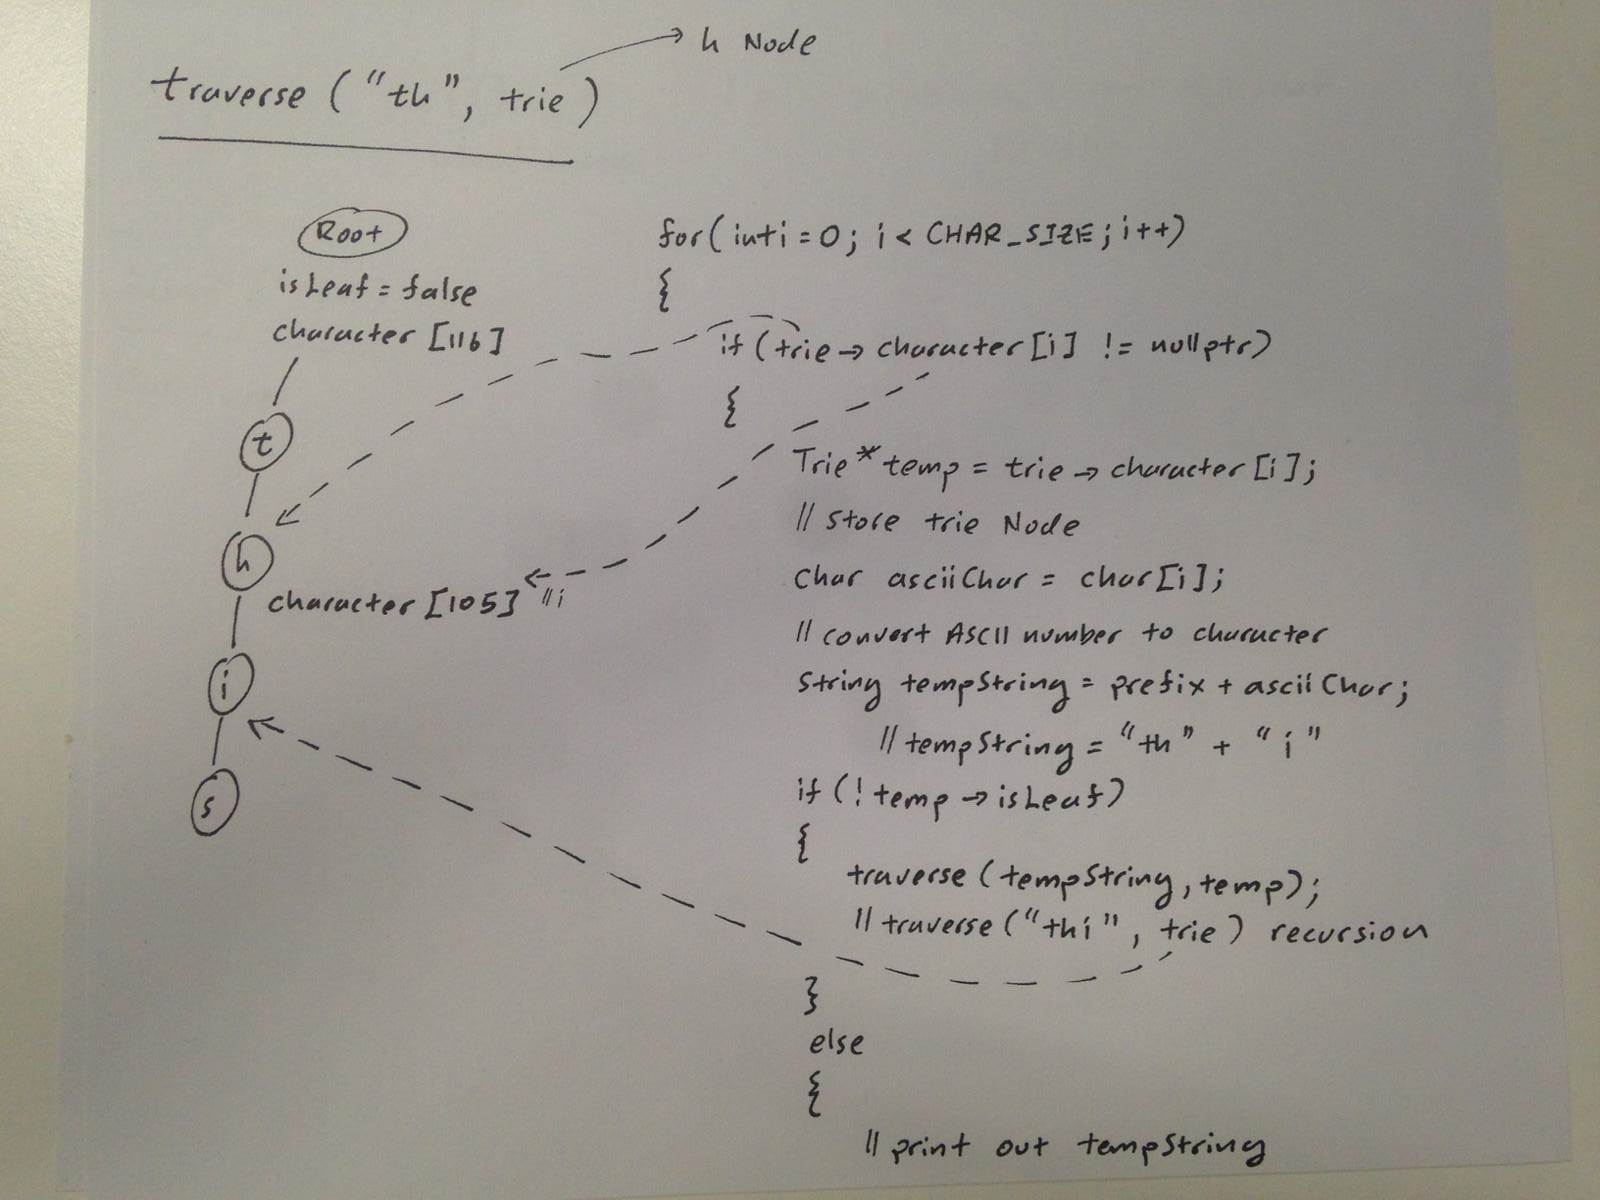 h Node
traverse ("th", trie)
Root
isLeaf = false
character [116]
t
h
character [105] "i
i
s
for( int i = 0; i < CHAR_SIZE; i++)
{
if (trie → character [i] != nullptr)
{
Trie* temp = trie → character [i];
// store trie Node
Char asciiChar = char[i];
// convert ASCII number to character
String tempString = prefix + asciiChar;
// tempString = "th" + "i"
if (!temp → isLeaf)
{
traverse (tempString, temp);
// traverse ("thi", trie) recursion
}
else
{
// print out tempString